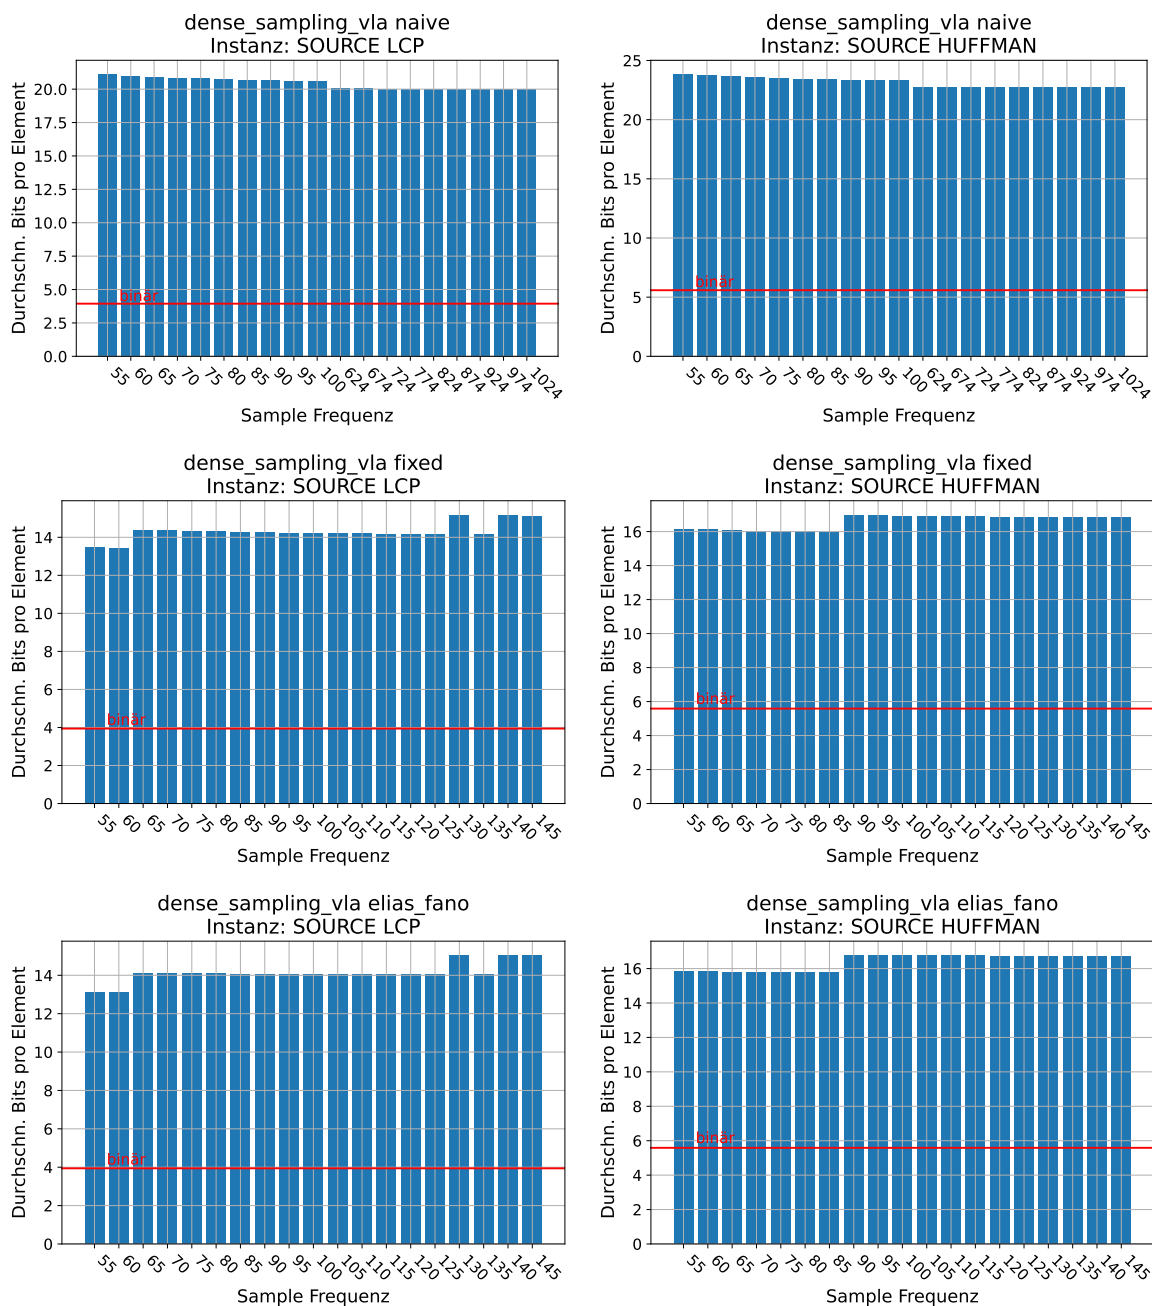 dense_sampling_vla naive
Instanz: SOURCE LCP
Durchschn. Bits pro Element
20.0
17.5
15.0
12.5
10.0
7.5
5.0
2.5
0.0
binär
55 60 65 70 75 80 85 90 95 100 624 674 724 774 824 874 924 974 1024
Sample Frequenz
dense_sampling_vla naive
Instanz: SOURCE HUFFMAN
Durchschn. Bits pro Element
25
20
15
10
5
0
binär
55 60 65 70 75 80 85 90 95 100 624 674 724 774 824 874 924 974 1024
Sample Frequenz
dense_sampling_vla fixed
Instanz: SOURCE LCP
Durchschn. Bits pro Element
14
12
10
8
6
4
2
0
binär
55 60 65 70 75 80 85 90 95 100 105 110 115 120 125 130 135 140 145
Sample Frequenz
dense_sampling_vla fixed
Instanz: SOURCE HUFFMAN
Durchschn. Bits pro Element
16
14
12
10
8
6
4
2
0
binär
55 60 65 70 75 80 85 90 95 100 105 110 115 120 125 130 135 140 145
Sample Frequenz
dense_sampling_vla elias_fano
Instanz: SOURCE LCP
Durchschn. Bits pro Element
14
12
10
8
6
4
2
0
binär
55 60 65 70 75 80 85 90 95 100 105 110 115 120 125 130 135 140 145
Sample Frequenz
dense_sampling_vla elias_fano
Instanz: SOURCE HUFFMAN
Durchschn. Bits pro Element
16
14
12
10
8
6
4
2
0
binär
55 60 65 70 75 80 85 90 95 100 105 110 115 120 125 130 135 140 145
Sample Frequenz